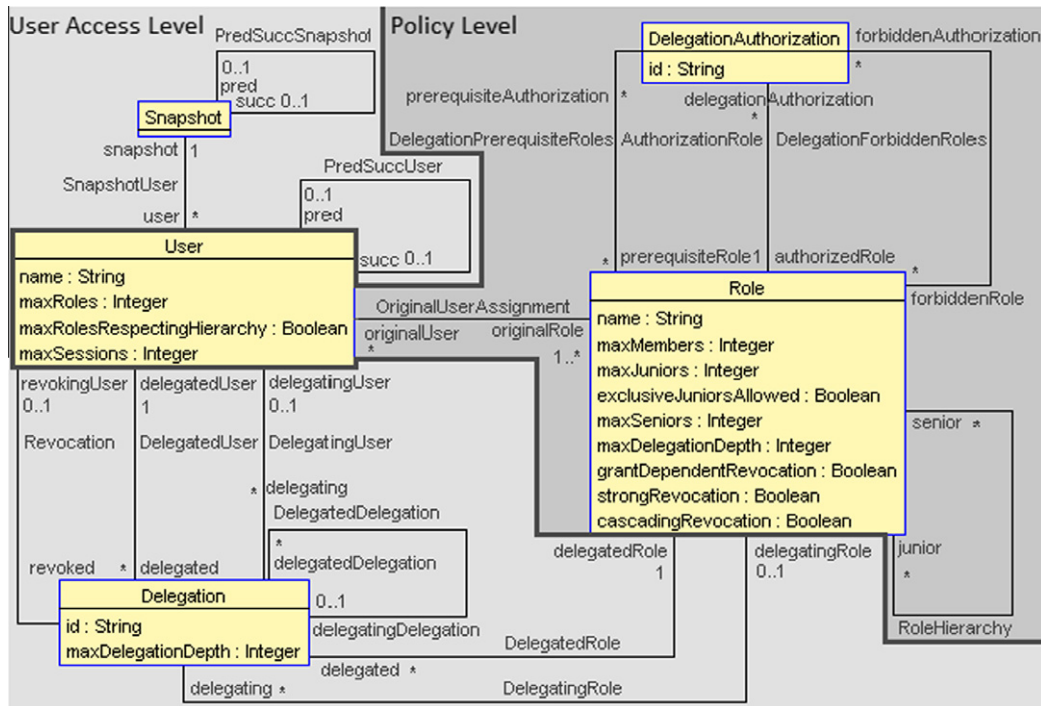 User Access Level
Policy Level
PredSuccSnapshot
0..1
pred
succ 0..1
Snapshot
snapshot 1
SnapshotUser
user *
PredSuccUser
0..1
pred
succ 0..1
DelegationAuthorization
id : String
forbiddenAuthorization
*
prerequisiteAuthorization *
delegationAuthorization
*
DelegationPrerequisiteRoles
AuthorizationRole
DelegationForbiddenRoles
* prerequisiteRole
1 authorizedRole
*
forbiddenRole
User
name : String
maxRoles : Integer
maxRolesRespectingHierarchy : Boolean
maxSessions : Integer
OriginalUserAssignment
originalUser
*
originalRole
1..*
Role
name : String
maxMembers : Integer
maxJuniors : Integer
exclusiveJuniorsAllowed : Boolean
maxSeniors : Integer
maxDelegationDepth : Integer
grantDependentRevocation : Boolean
strongRevocation : Boolean
cascadingRevocation : Boolean
senior *
junior
*
RoleHierarchy
revokingUser
0..1
Revocation
delegatedUser
1
DelegatedUser
delegatingUser
0..1
DelegatingUser
* delegating
DelegatedDelegation
*
delegatedDelegation
0..1
delegatingDelegation
revoked *
delegated
Delegation
id : String
maxDelegationDepth : Integer
delegatedRole
1
delegatingRole
0..1
DelegatedRole
delegated *
delegating *
DelegatingRole